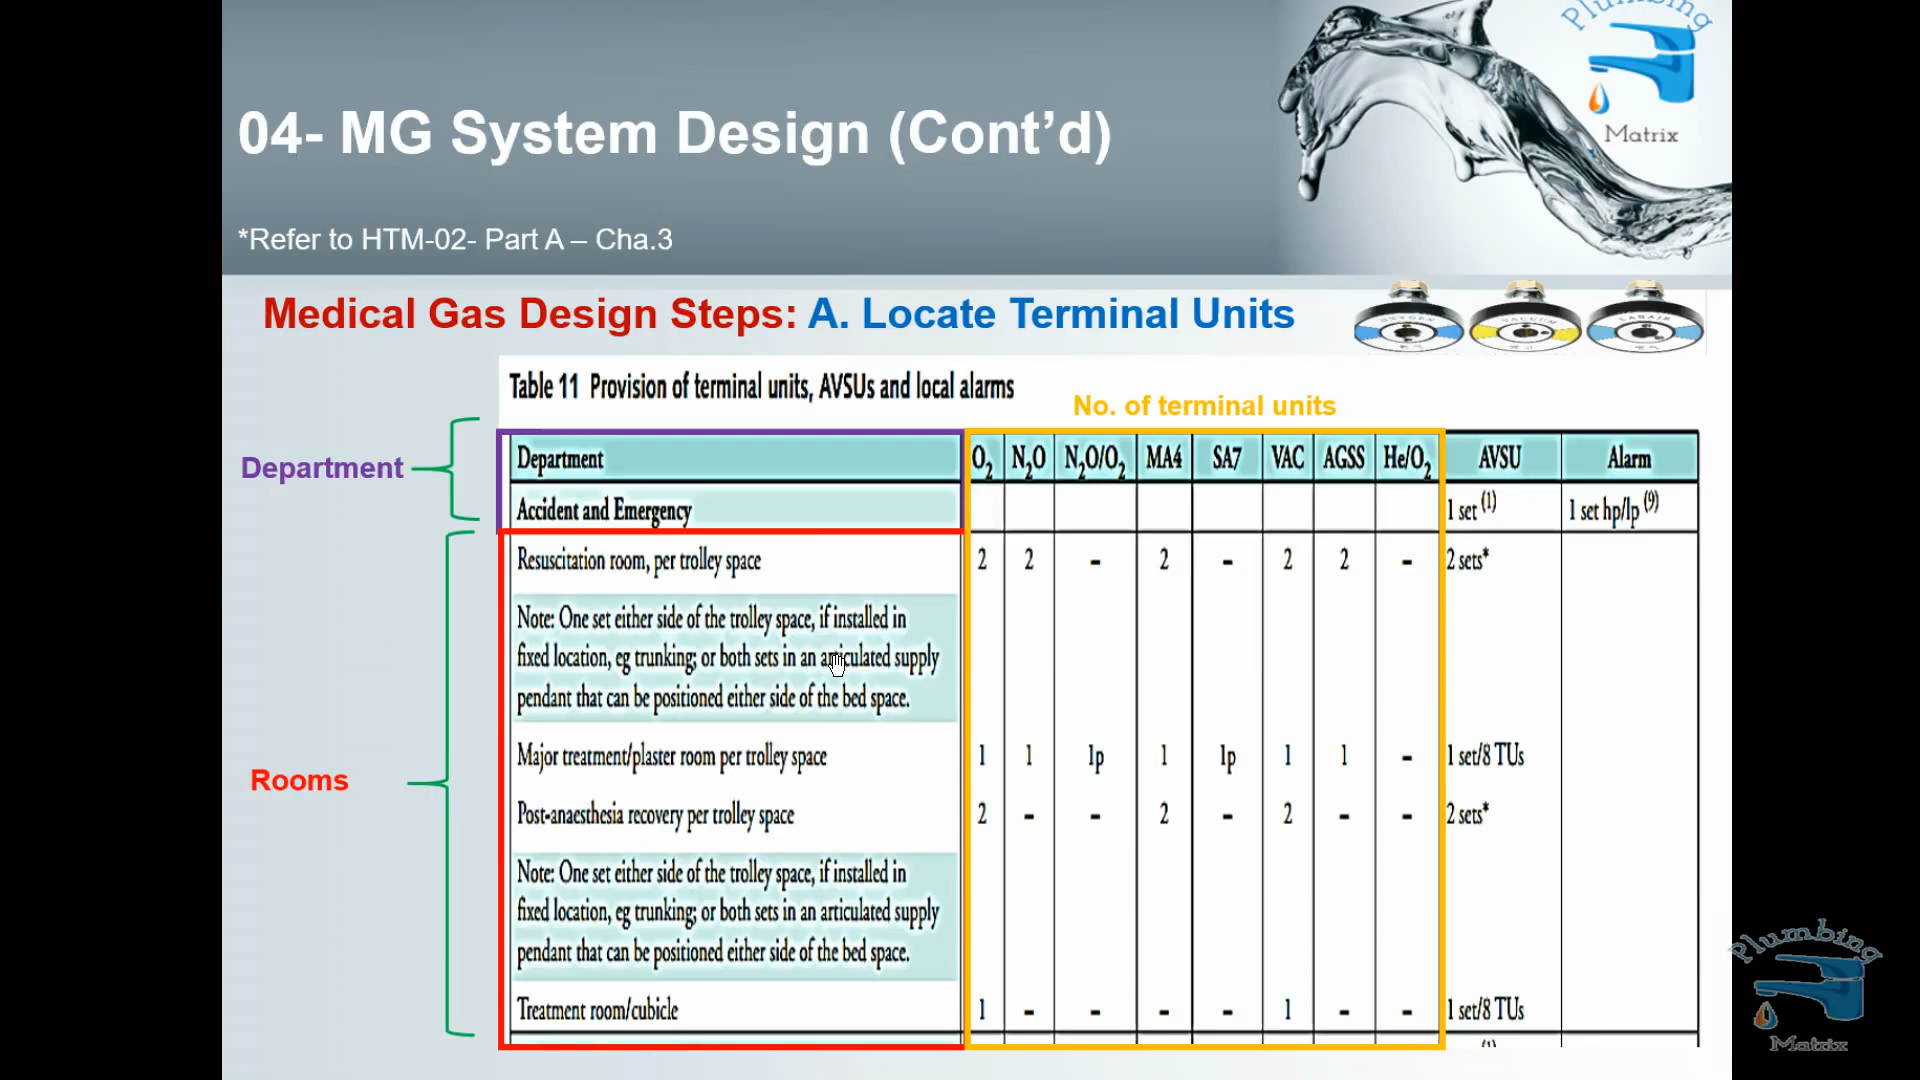 Plumbing
Matrix
04- MG System Design (Cont’d)
*Refer to HTM-02- Part A – Cha.3
Medical Gas Design Steps: A. Locate Terminal Units
OXYGEN VACUUM
Table 11 Provision of terminal units, AVSUs and local alarms
No. of terminal units
Department
Department O2 N2O N2O/O2 MA4 SA7 VAC AGSS He/O2 AVSU Alarm
Accident and Emergency 1 set (1) 1 set hp/lp (9)
Resuscitation room, per trolley space 2 2 – 2 – 2 2 – 2 sets*
Note: One set either side of the trolley space, if installed in
fixed location, eg trunking; or both sets in an articulated supply
pendant that can be positioned either side of the bed space.
Rooms
Major treatment/plaster room per trolley space 1 1 1p 1 1p 1 1 – 1 set/8 TUs
Post-anaesthesia recovery per trolley space 2 – – 2 – 2 – – 2 sets*
Note: One set either side of the trolley space, if installed in
fixed location, eg trunking; or both sets in an articulated supply
pendant that can be positioned either side of the bed space.
Treatment room/cubicle 1 – – – – 1 – – 1 set/8 TUs
Plumbing
Matrix